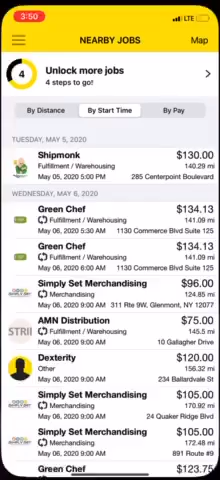 3:50
LTE
NEARBY JOBS
Map
4
Unlock more jobs
4 steps to go!
By Distance
By Start Time
By Pay
TUESDAY, MAY 5, 2020
Shipmonk $130.00
Fulfillment / Warehousing 140.29 mi
May 05, 2020 5:00 PM 285 Centerpoint Boulevard
WEDNESDAY, MAY 6, 2020
Green Chef $134.13
Fulfillment / Warehousing 141.09 mi
May 06, 2020 5:30 AM 1130 Commerce Blvd Suite 125
Green Chef $134.13
Fulfillment / Warehousing 141.09 mi
May 06, 2020 6:00 AM 1130 Commerce Blvd Suite 125
Simply Set Merchandising $96.00
Merchandising 124.85 mi
May 06, 2020 9:00 AM 311 Rte 9W, Glenmont, NY 12077
STRI
AMN Distribution $75.00
Fulfillment / Warehousing 145.5 mi
May 06, 2020 9:00 AM 10 Gallagher Drive
Dexterity $120.00
Other 156.32 mi
May 06, 2020 9:00 AM 234 Ballardvale St
Simply Set Merchandising $105.00
Merchandising 170.92 mi
May 06, 2020 9:00 AM 24 Quaker Ridge Blvd
Simply Set Merchandising $105.00
Merchandising 172.48 mi
May 06, 2020 9:00 AM 891 Route #9
Green Chef $123.75